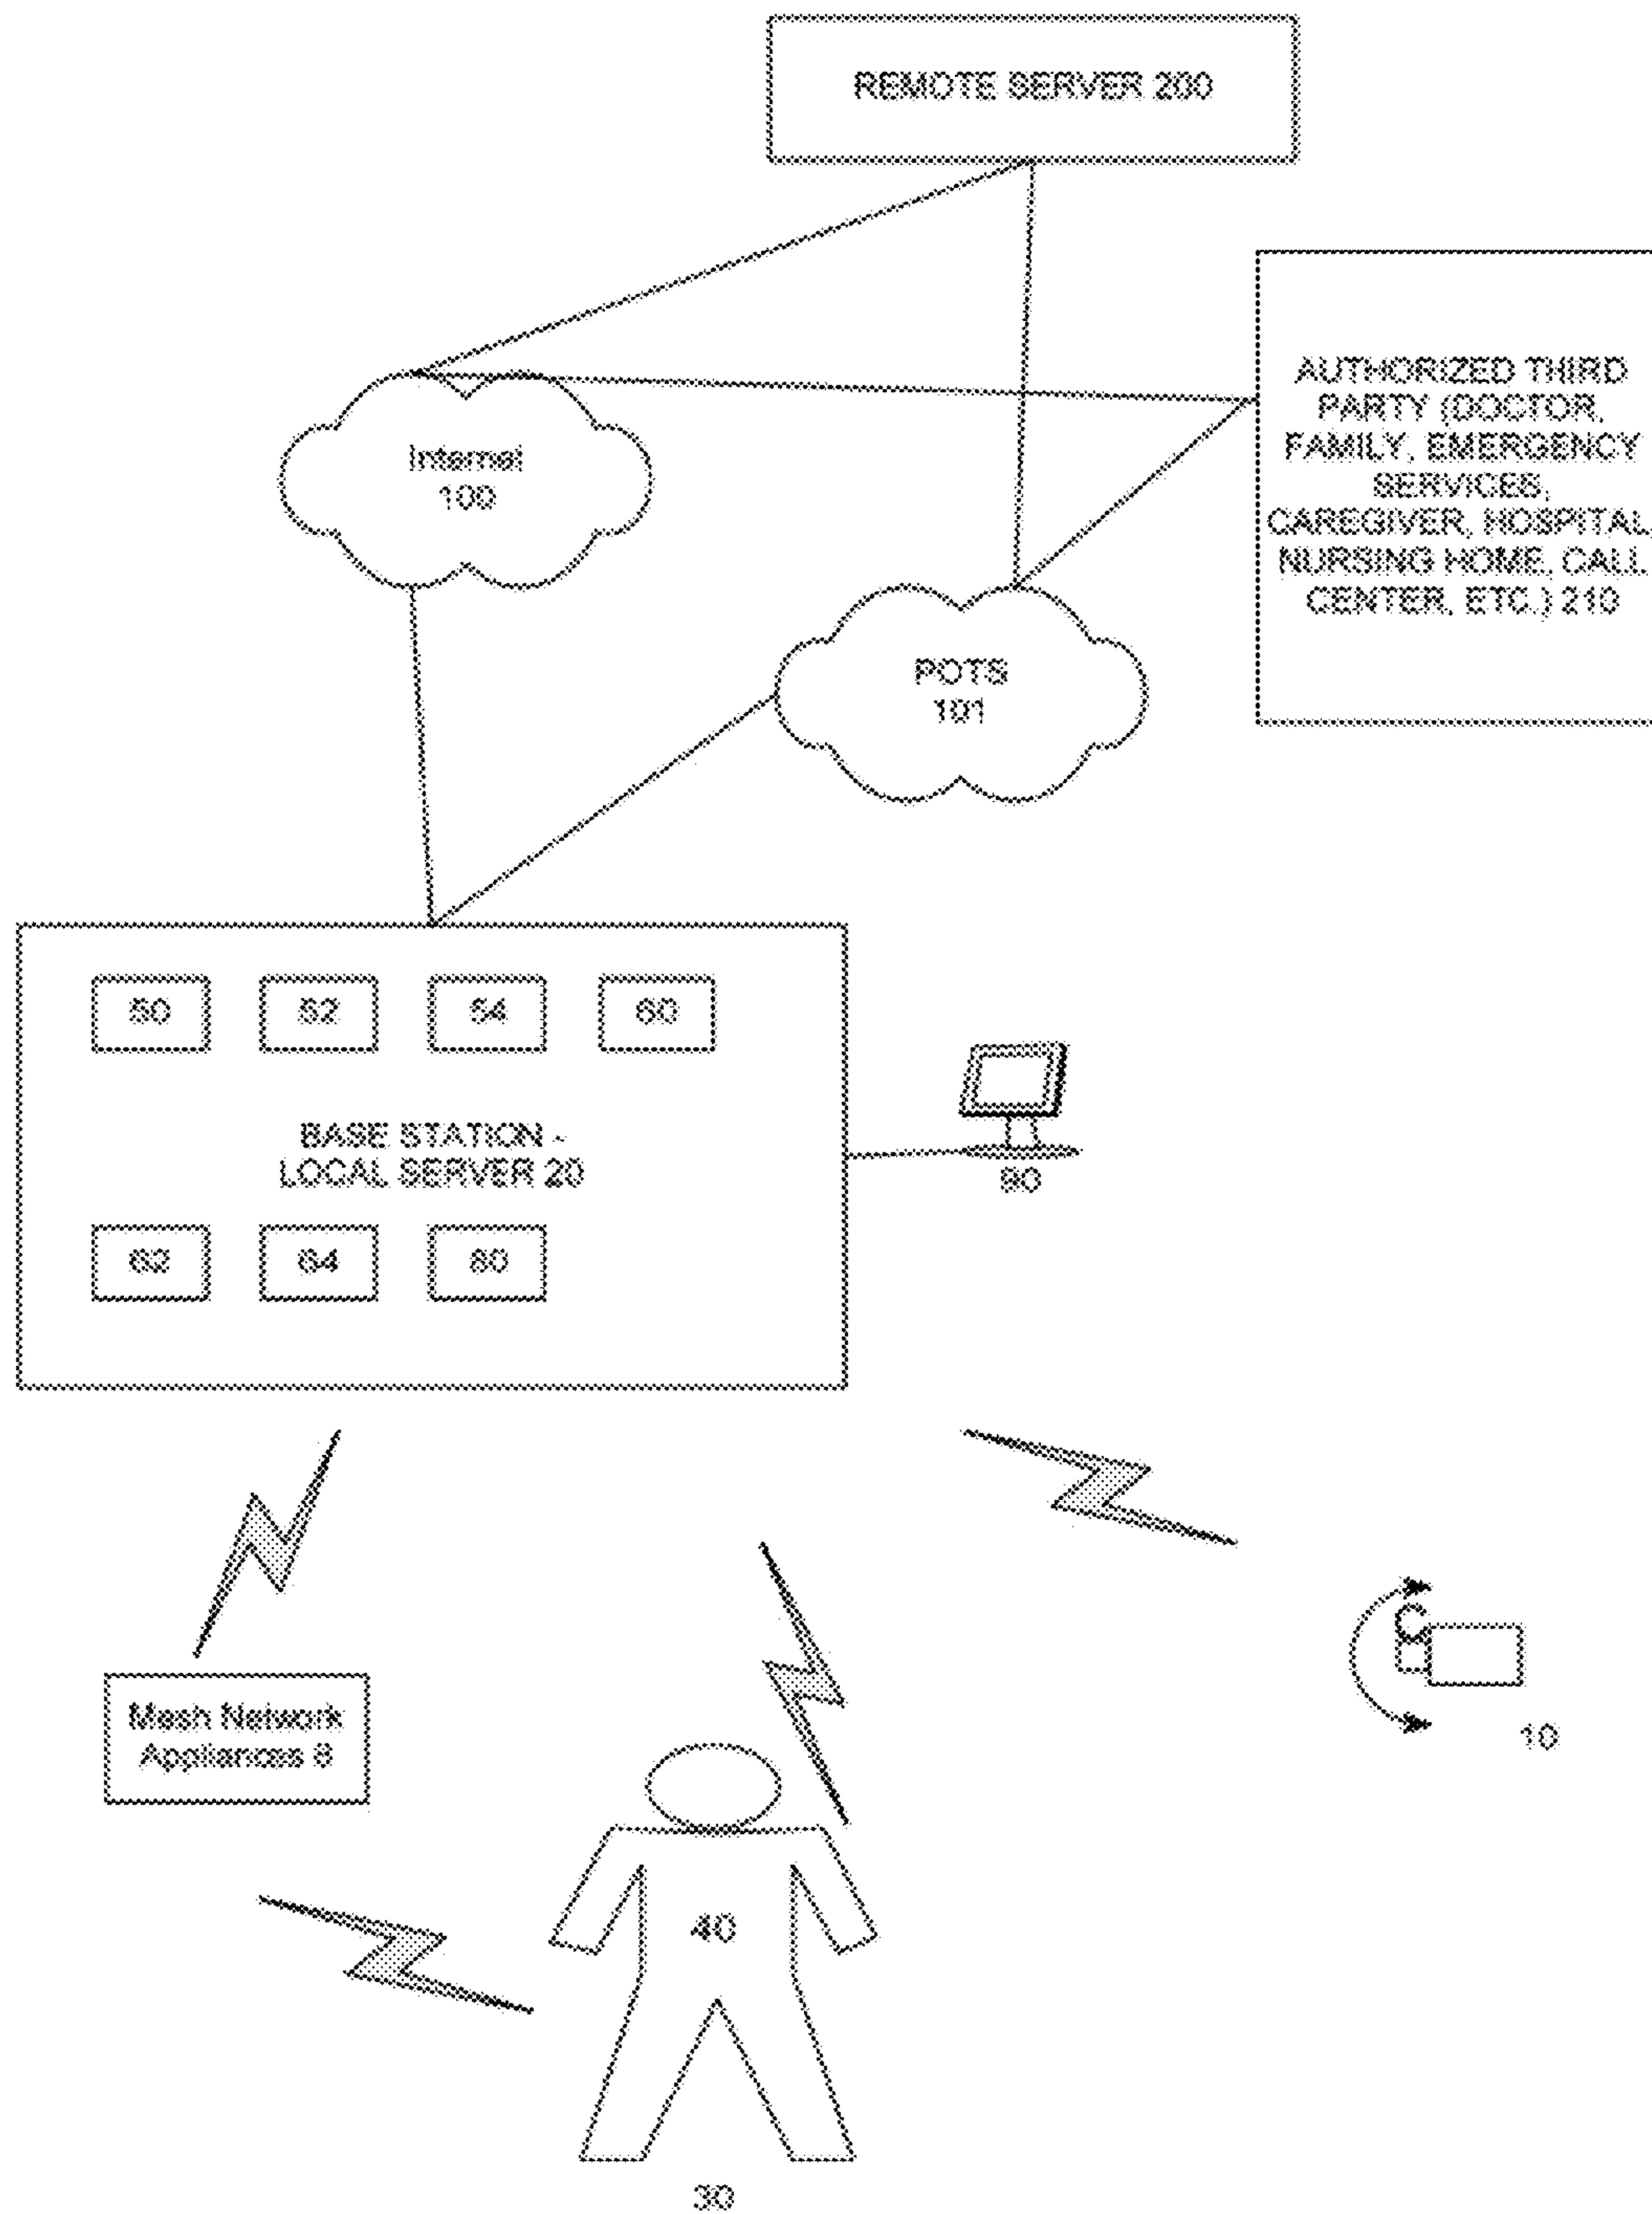 REMOTE SERVER 200
AUTHORIZED THIRD
PARTY (DOCTOR,
FAMILY, EMERGENCY
SERVICES,
CAREGIVER, HOSPITAL,
NURSING HOME, CALL
CENTER, ETC.) 210
Internet
100
POTS
101
50
52
54
60
BASE STATION -
LOCAL SERVER 20
90
62
64
80
Mesh Network
Appliances 8
C
10
40
30